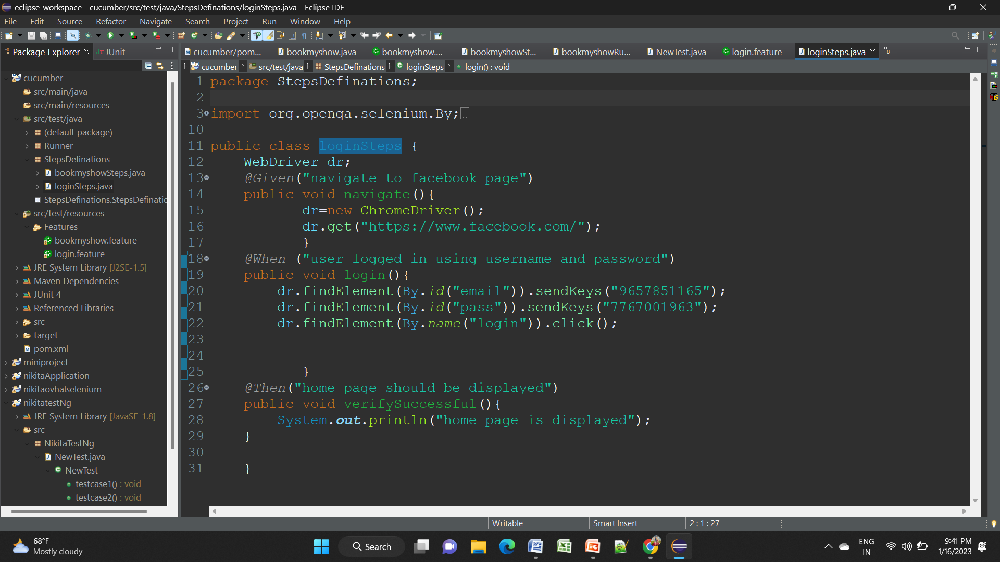 eclipse-workspace - cucumber/src/test/java/StepsDefinations/loginSteps.java - Eclipse IDE
File Edit Source Refactor Navigate Search Project Run Window Help
Package Explorer JUnit
cucumber/pom... bookmyshow.java bookmyshow.... bookmyshowSt... bookmyshowRu... NewTest.java login.feature loginSteps.java »8
cucumber src/test/java StepsDefinations loginSteps login() : void
cucumber
src/main/java
src/main/resources
src/test/java
(default package)
Runner
StepsDefinations
bookmyshowSteps.java
loginSteps.java
StepsDefinations.StepsDefinatic
src/test/resources
Features
bookmyshow.feature
login.feature
JRE System Library [J2SE-1.5]
Maven Dependencies
JUnit 4
Referenced Libraries
src
target
pom.xml
miniproject
nikitaApplication
nikitaovhalselenium
nikitatestNg
JRE System Library [JavaSE-1.8]
src
NikitaTestNg
NewTest.java
NewTest
testcase1() : void
testcase2() : void
1 package StepsDefinations;
2
3 import org.openqa.selenium.By;
10
11 public class loginSteps {
12 WebDriver dr;
13 @Given("navigate to facebook page")
14 public void navigate(){
15 dr=new ChromeDriver();
16 dr.get("https://www.facebook.com/");
17 }
18 @When ("user logged in using username and password")
19 public void login(){
20 dr.findElement(By.id("email")).sendKeys("9657851165");
21 dr.findElement(By.id("pass")).sendKeys("7767001963");
22 dr.findElement(By.name("login")).click();
23
24
25 }
26 @Then("home page should be displayed")
27 public void verifySuccessful(){
28 System.out.println("home page is displayed");
29 }
30
31 }
Writable Smart Insert 2 : 1 : 27
68°F
Mostly cloudy
Search
ENG
IN
9:41 PM
1/16/2023